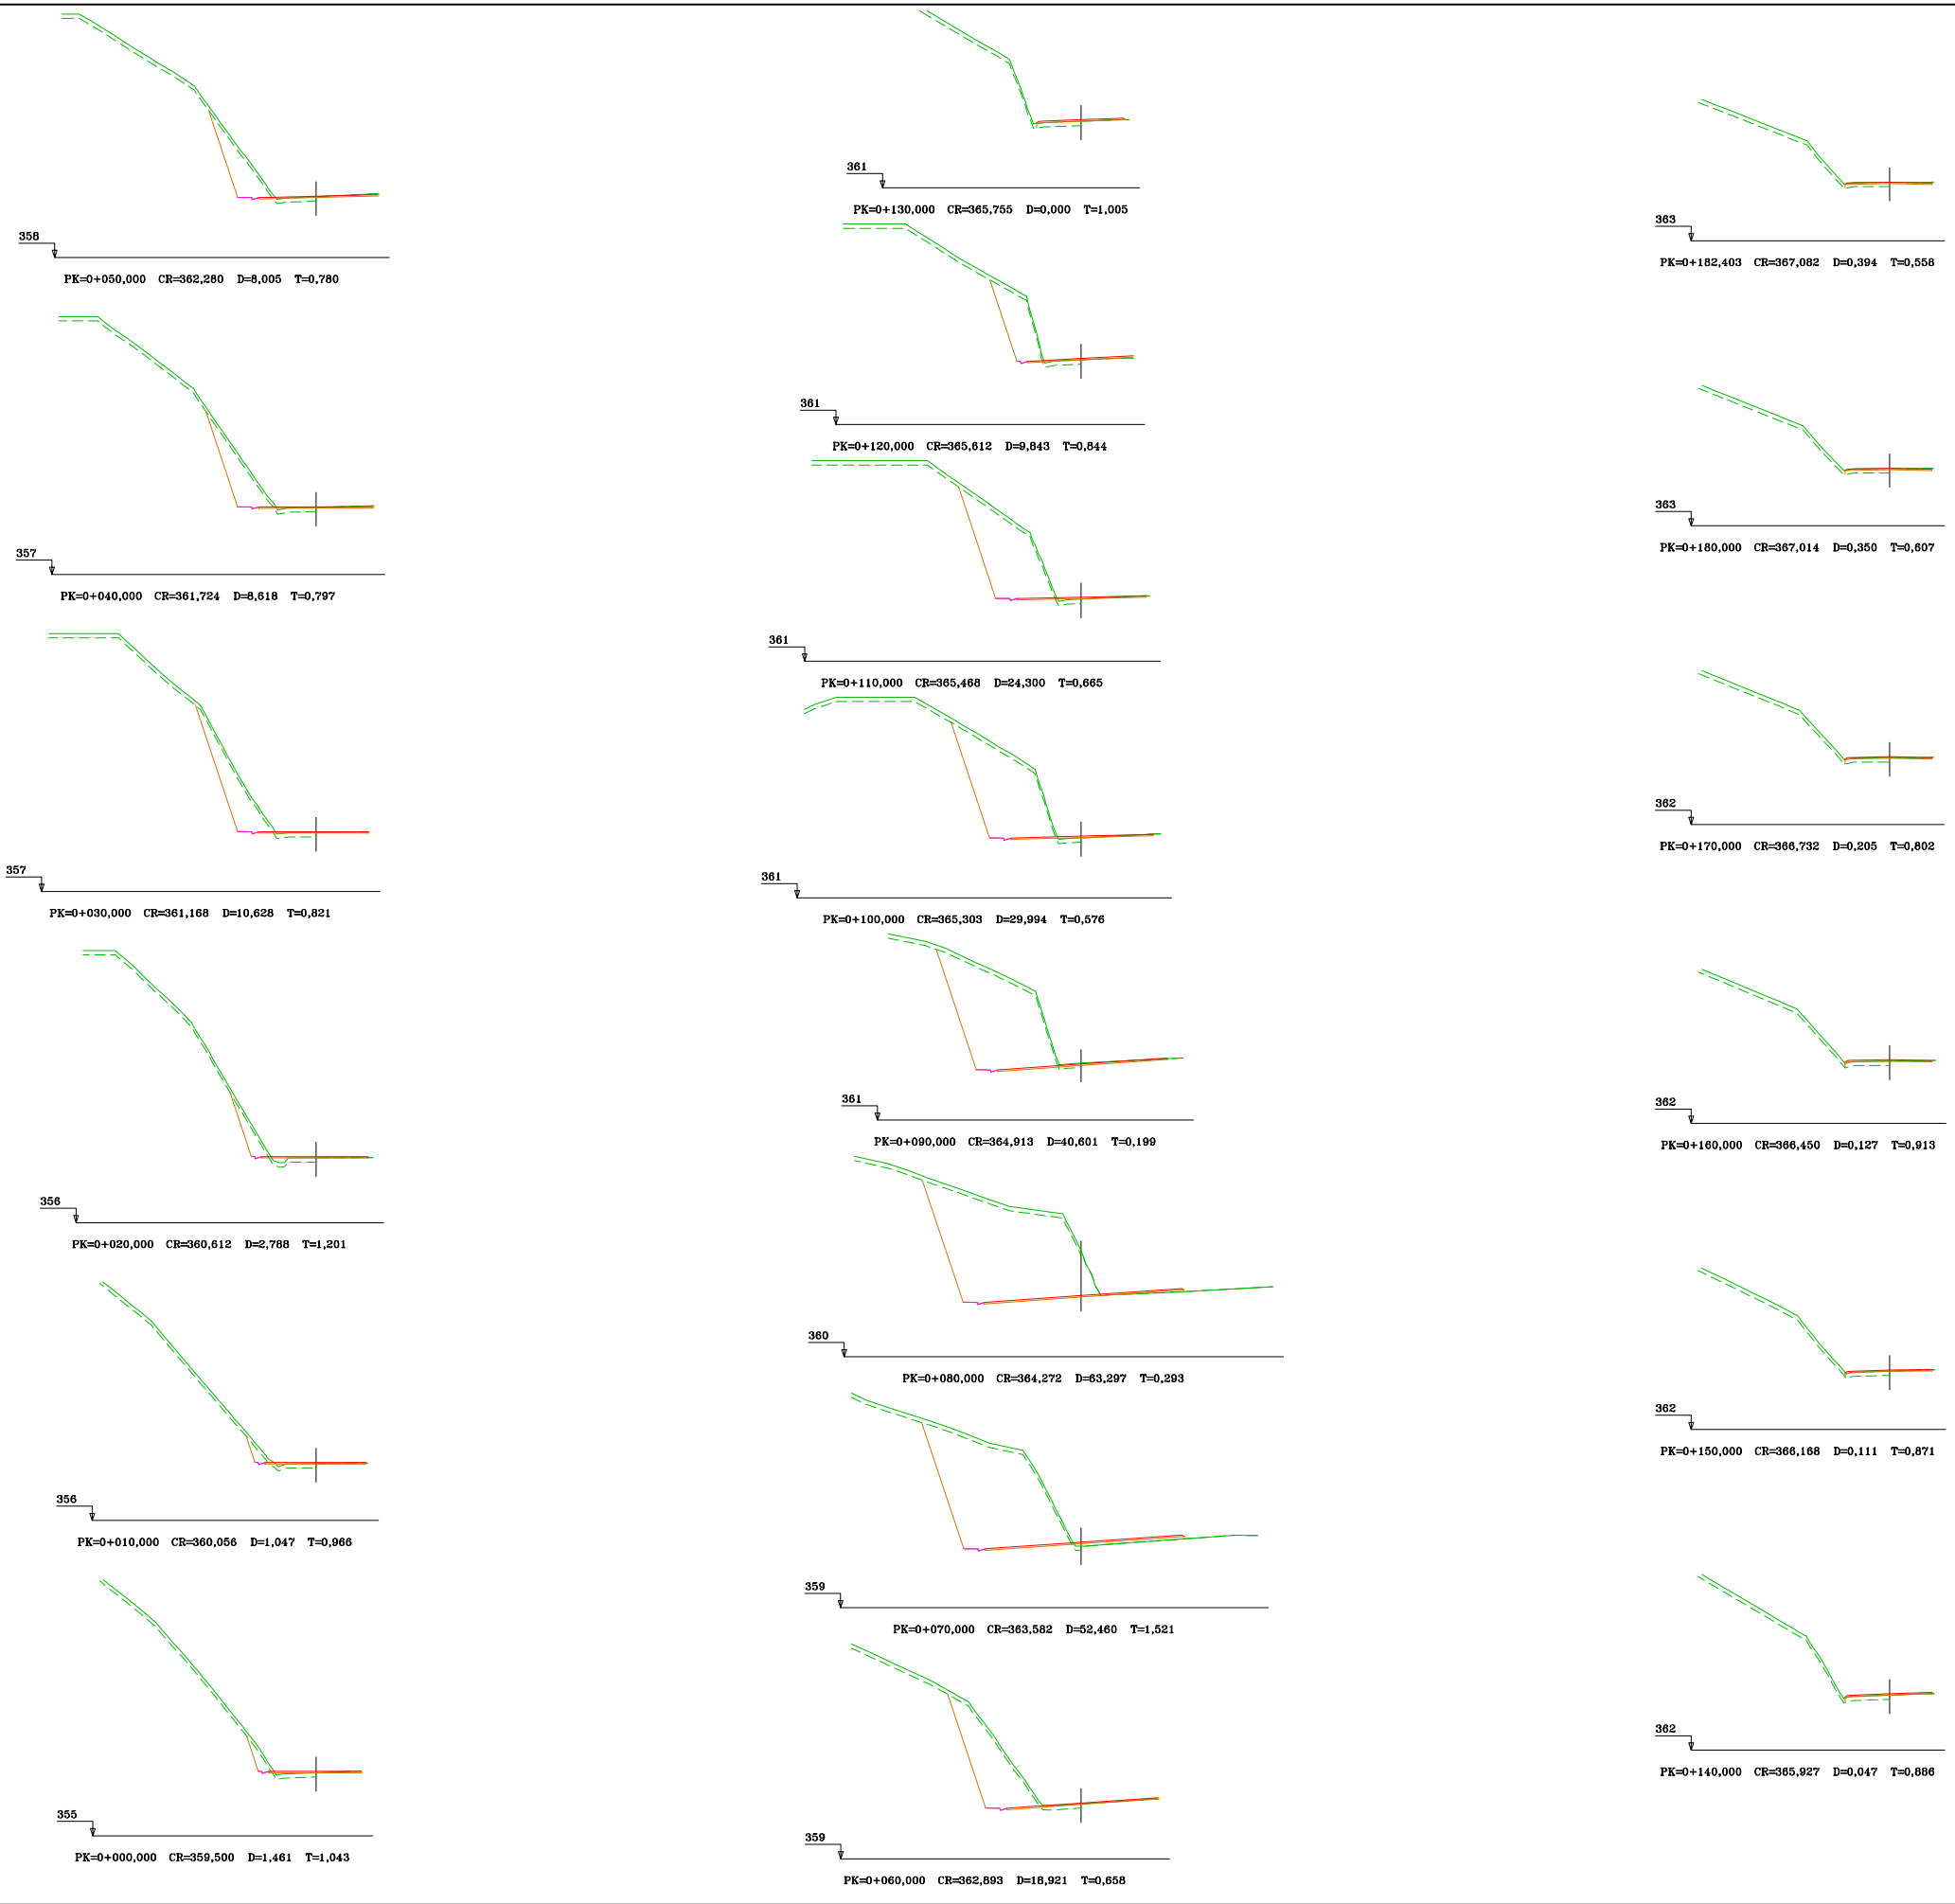 358
PK=0+050,000 CR=362,280 D=8,005 T=0,780
357
PK=0+040,000 CR=361,724 D=8,618 T=0,797
357
PK=0+030,000 CR=361,168 D=10,628 T=0,821
356
PK=0+020,000 CR=360,612 D=2,788 T=1,201
356
PK=0+010,000 CR=360,056 D=1,047 T=0,966
355
PK=0+000,000 CR=359,500 D=1,461 T=1,043
361
PK=0+130,000 CR=365,755 D=0,000 T=1,005
361
PK=0+120,000 CR=365,612 D=9,843 T=0,844
361
PK=0+110,000 CR=365,468 D=24,300 T=0,665
361
PK=0+100,000 CR=365,303 D=29,994 T=0,576
361
PK=0+090,000 CR=364,913 D=40,601 T=0,199
360
PK=0+080,000 CR=364,272 D=63,297 T=0,293
359
PK=0+070,000 CR=363,582 D=52,460 T=1,521
359
PK=0+060,000 CR=362,893 D=18,921 T=0,658
363
PK=0+182,403 CR=367,082 D=0,394 T=0,558
363
PK=0+180,000 CR=367,014 D=0,350 T=0,607
362
PK=0+170,000 CR=366,732 D=0,205 T=0,802
362
PK=0+160,000 CR=366,450 D=0,127 T=0,913
362
PK=0+150,000 CR=366,168 D=0,111 T=0,871
362
PK=0+140,000 CR=365,927 D=0,047 T=0,886